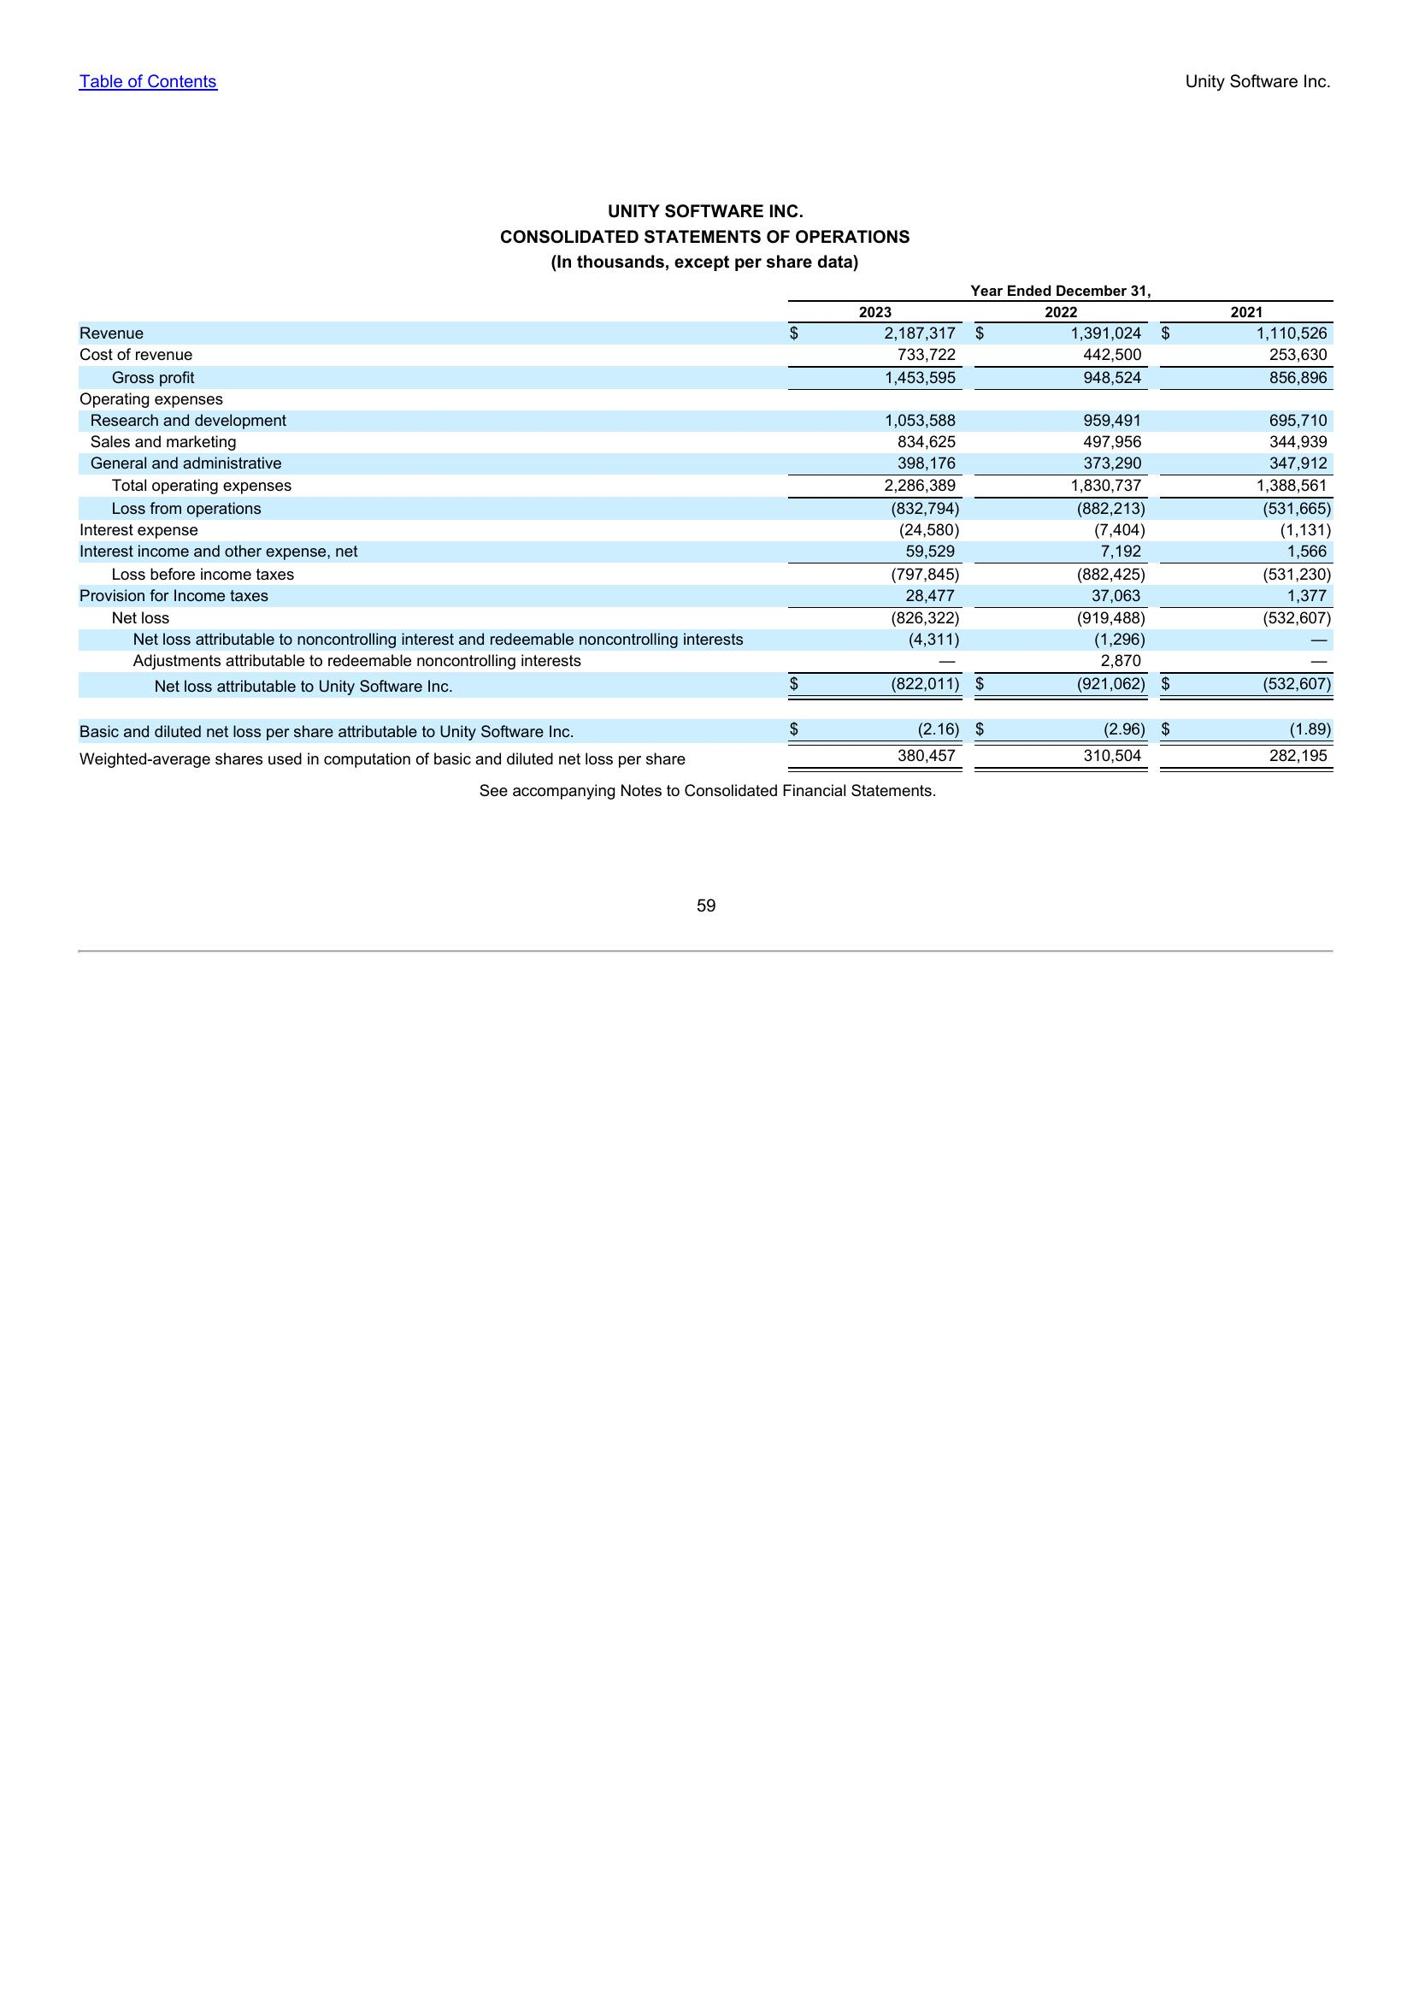 Table of Contents Unity Software Inc.
UNITY SOFTWARE INC.
CONSOLIDATED STATEMENTS OF OPERATIONS
(In thousands, except per share data)
Year Ended December 31,
2023 2022 2021
Revenue $ 2,187,317 $ 1,391,024 $ 1,110,526
Cost of revenue 733,722 442,500 253,630
Gross profit 1,453,595 948,524 856,896
Operating expenses
Research and development 1,053,588 959,491 695,710
Sales and marketing 834,625 497,956 344,939
General and administrative 398,176 373,290 347,912
Total operating expenses 2,286,389 1,830,737 1,388,561
Loss from operations (832,794) (882,213) (531,665)
Interest expense (24,580) (7,404) (1,131)
Interest income and other expense, net 59,529 7,192 1,566
Loss before income taxes (797,845) (882,425) (531,230)
Provision for Income taxes 28,477 37,063 1,377
Net loss (826,322) (919,488) (532,607)
Net loss attributable to noncontrolling interest and redeemable noncontrolling interests (4,311) (1,296) —
Adjustments attributable to redeemable noncontrolling interests — 2,870 —
Net loss attributable to Unity Software Inc. $ (822,011) $ (921,062) $ (532,607)
Basic and diluted net loss per share attributable to Unity Software Inc. $ (2.16) $ (2.96) $ (1.89)
Weighted-average shares used in computation of basic and diluted net loss per share 380,457 310,504 282,195
See accompanying Notes to Consolidated Financial Statements.
59